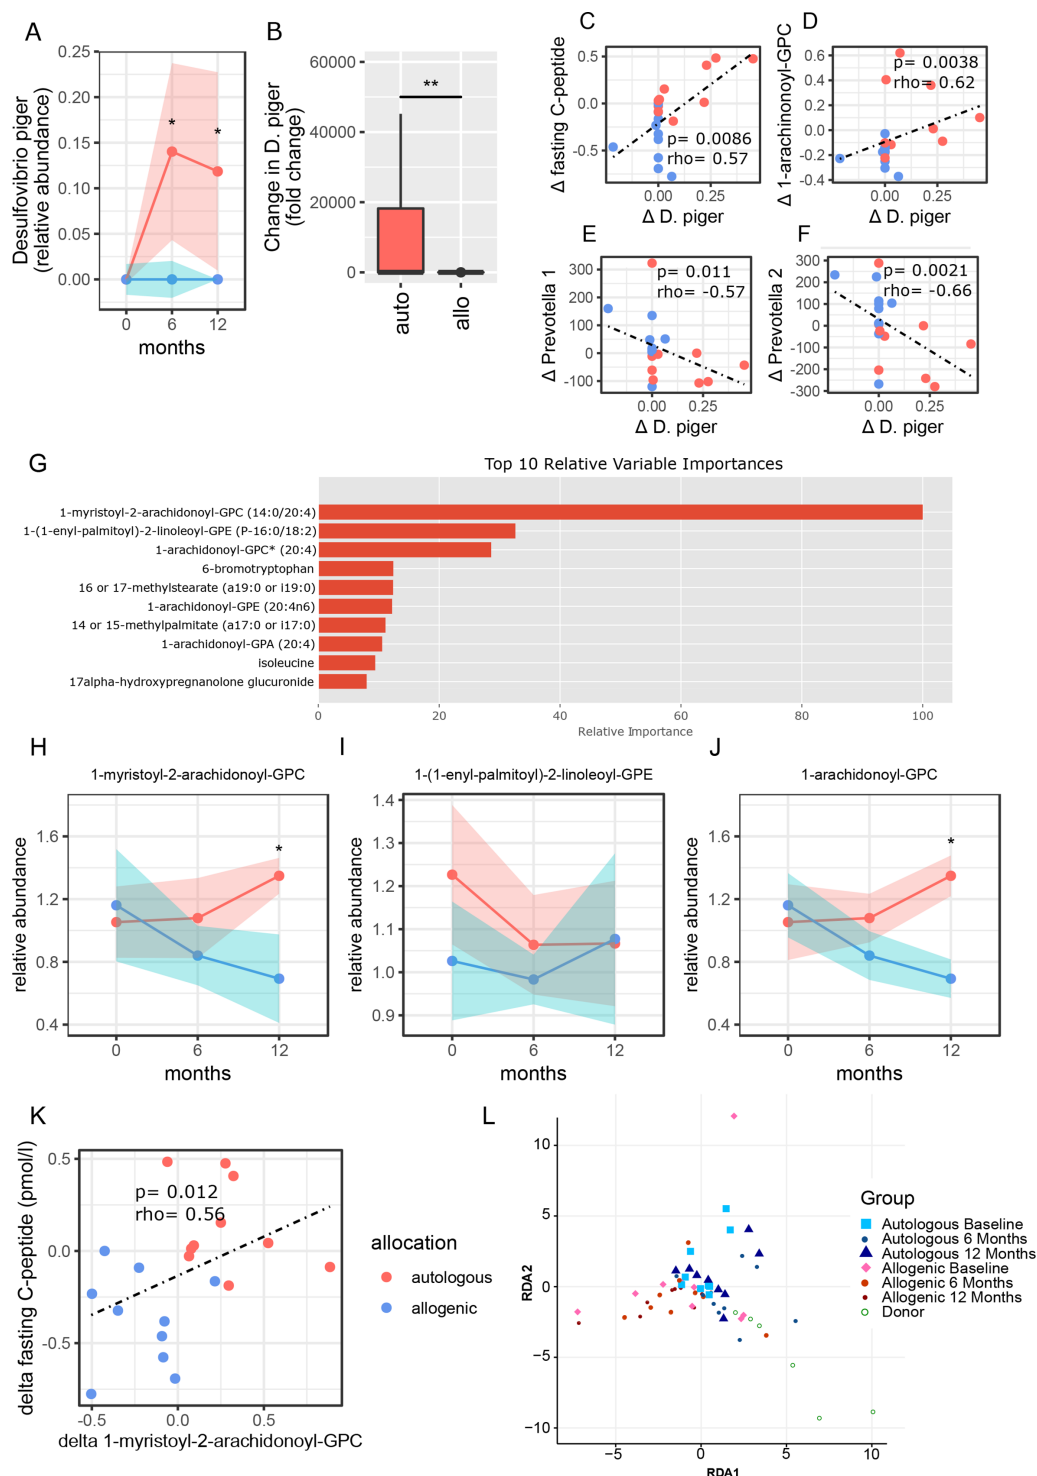 A
Desulfovibrio piger
(relative abundance)
0.25
0.20
0.15
0.10
0.05
0.00
*
*
0
6
12
months
B
Change in D. piger
(fold change)
60000
40000
20000
0
**
auto
allo
C
Δ fasting C-peptide
0.5
0.0
-0.5
p= 0.0086
rho= 0.57
0.00
0.25
Δ D. piger
D
Δ 1-arachinonoyl-GPC
0.6
0.4
0.2
0.0
-0.2
-0.4
p= 0.0038
rho= 0.62
0.00
0.25
Δ D. piger
E
Δ Prevotella 1
300
200
100
0
-100
p= 0.011
rho= -0.57
0.00
0.25
Δ D. piger
F
Δ Prevotella 2
300
200
100
0
-100
-200
-300
p= 0.0021
rho= -0.66
0.00
0.25
Δ D. piger
G
Top 10 Relative Variable Importances
1-myristoyl-2-arachidonoyl-GPC (14:0/20:4)
1-(1-enyl-palmitoyl)-2-linoleoyl-GPE (P-16:0/18:2)
1-arachidonoyl-GPC* (20:4)
6-bromotryptophan
16 or 17-methylstearate (a19:0 or i19:0)
1-arachidonoyl-GPE (20:4n6)
14 or 15-methylpalmitate (a17:0 or i17:0)
1-arachidonoyl-GPA (20:4)
isoleucine
17alpha-hydroxypregnanolone glucuronide
0
20
40
60
80
100
Relative Importance
H
1-myristoyl-2-arachidonoyl-GPC
relative abundance
1.6
1.2
0.8
0.4
*
0
6
12
months
I
1-(1-enyl-palmitoyl)-2-linoleoyl-GPE
relative abundance
1.4
1.3
1.2
1.1
1.0
0.9
0
6
12
months
J
1-arachidonoyl-GPC
relative abundance
1.6
1.2
0.8
0.4
*
0
6
12
months
K
delta fasting C-peptide (pmol/l)
0.5
0.0
-0.5
p= 0.012
rho= 0.56
-0.5
0.0
0.5
delta 1-myristoyl-2-arachidonoyl-GPC
allocation
autologous
allogenic
L
RDA2
10
5
0
−5
−10
−5
0
5
10
RDA1
Group
Autologous Baseline
Autologous 6 Months
Autologous 12 Months
Allogenic Baseline
Allogenic 6 Months
Allogenic 12 Months
Donor